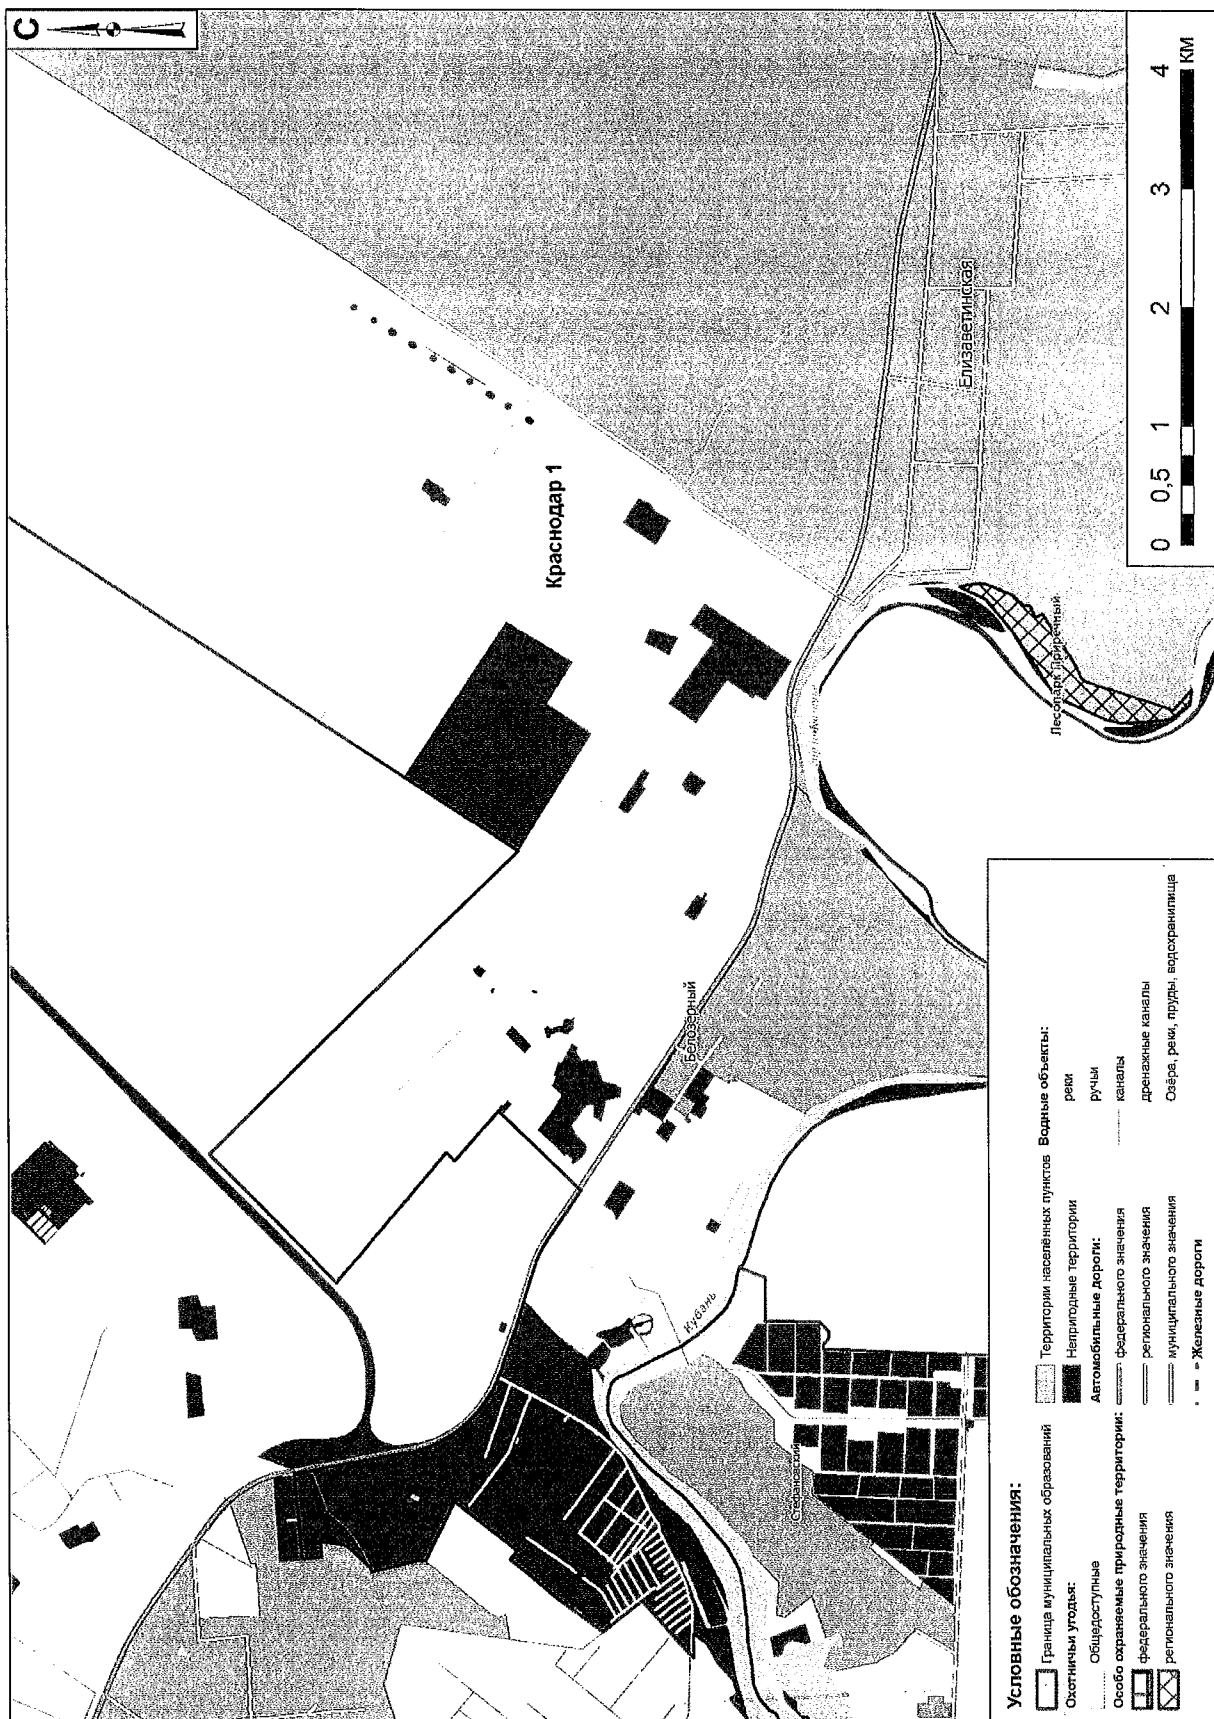 С
Краснодар 1
Елизаветинская
Белозерный
Лесопарк Приречный
Кубань
0 0,5 1 2 3 4
КМ
Условные обозначения:
Граница муниципальных образований
Охотничьи угодья:
Общедоступные
Особо охраняемые природные территории:
федерального значения
регионального значения
Территории населённых пунктов
Непригодные территории
Автомобильные дороги:
федерального значения
регионального значения
муниципального значения
Железные дороги
Водные объекты:
реки
ручьи
каналы
дренажные каналы
Озёра, реки, пруды, водохранилища